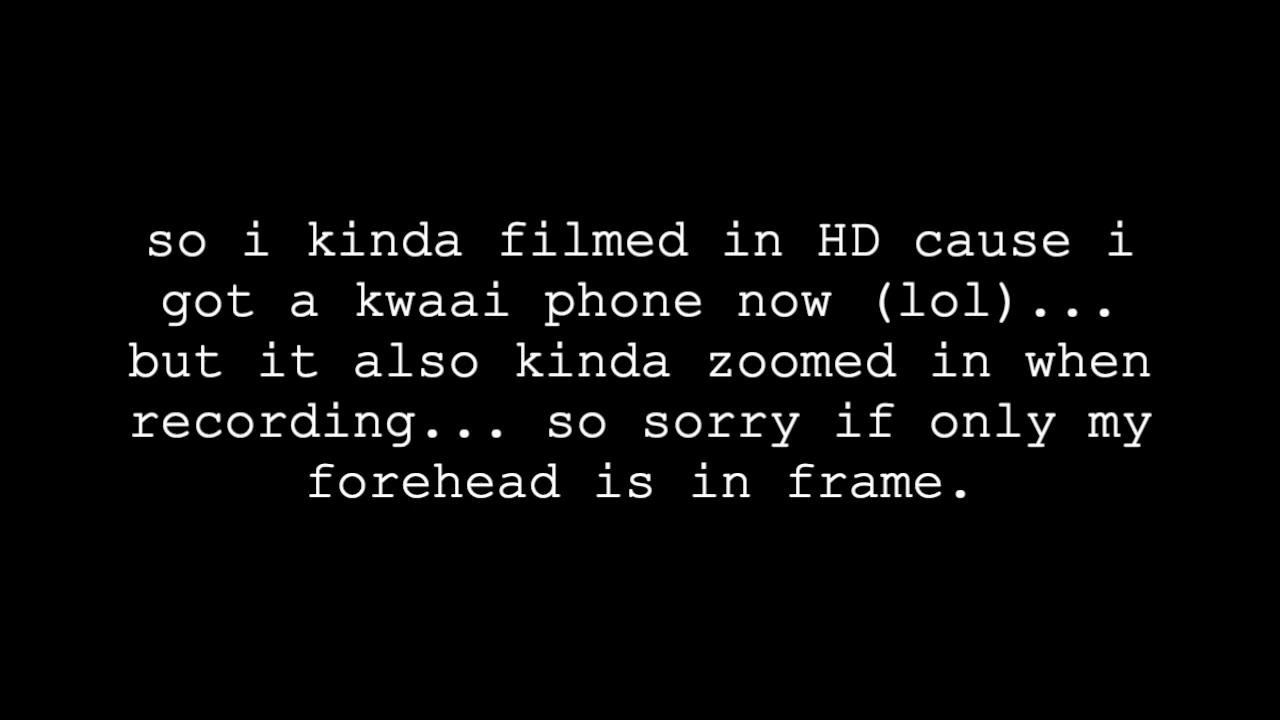 so i kinda filmed in HD cause i
got a kwaai phone now (lol)...
but it also kinda zoomed in when
recording... so sorry if only my
forehead is in frame.